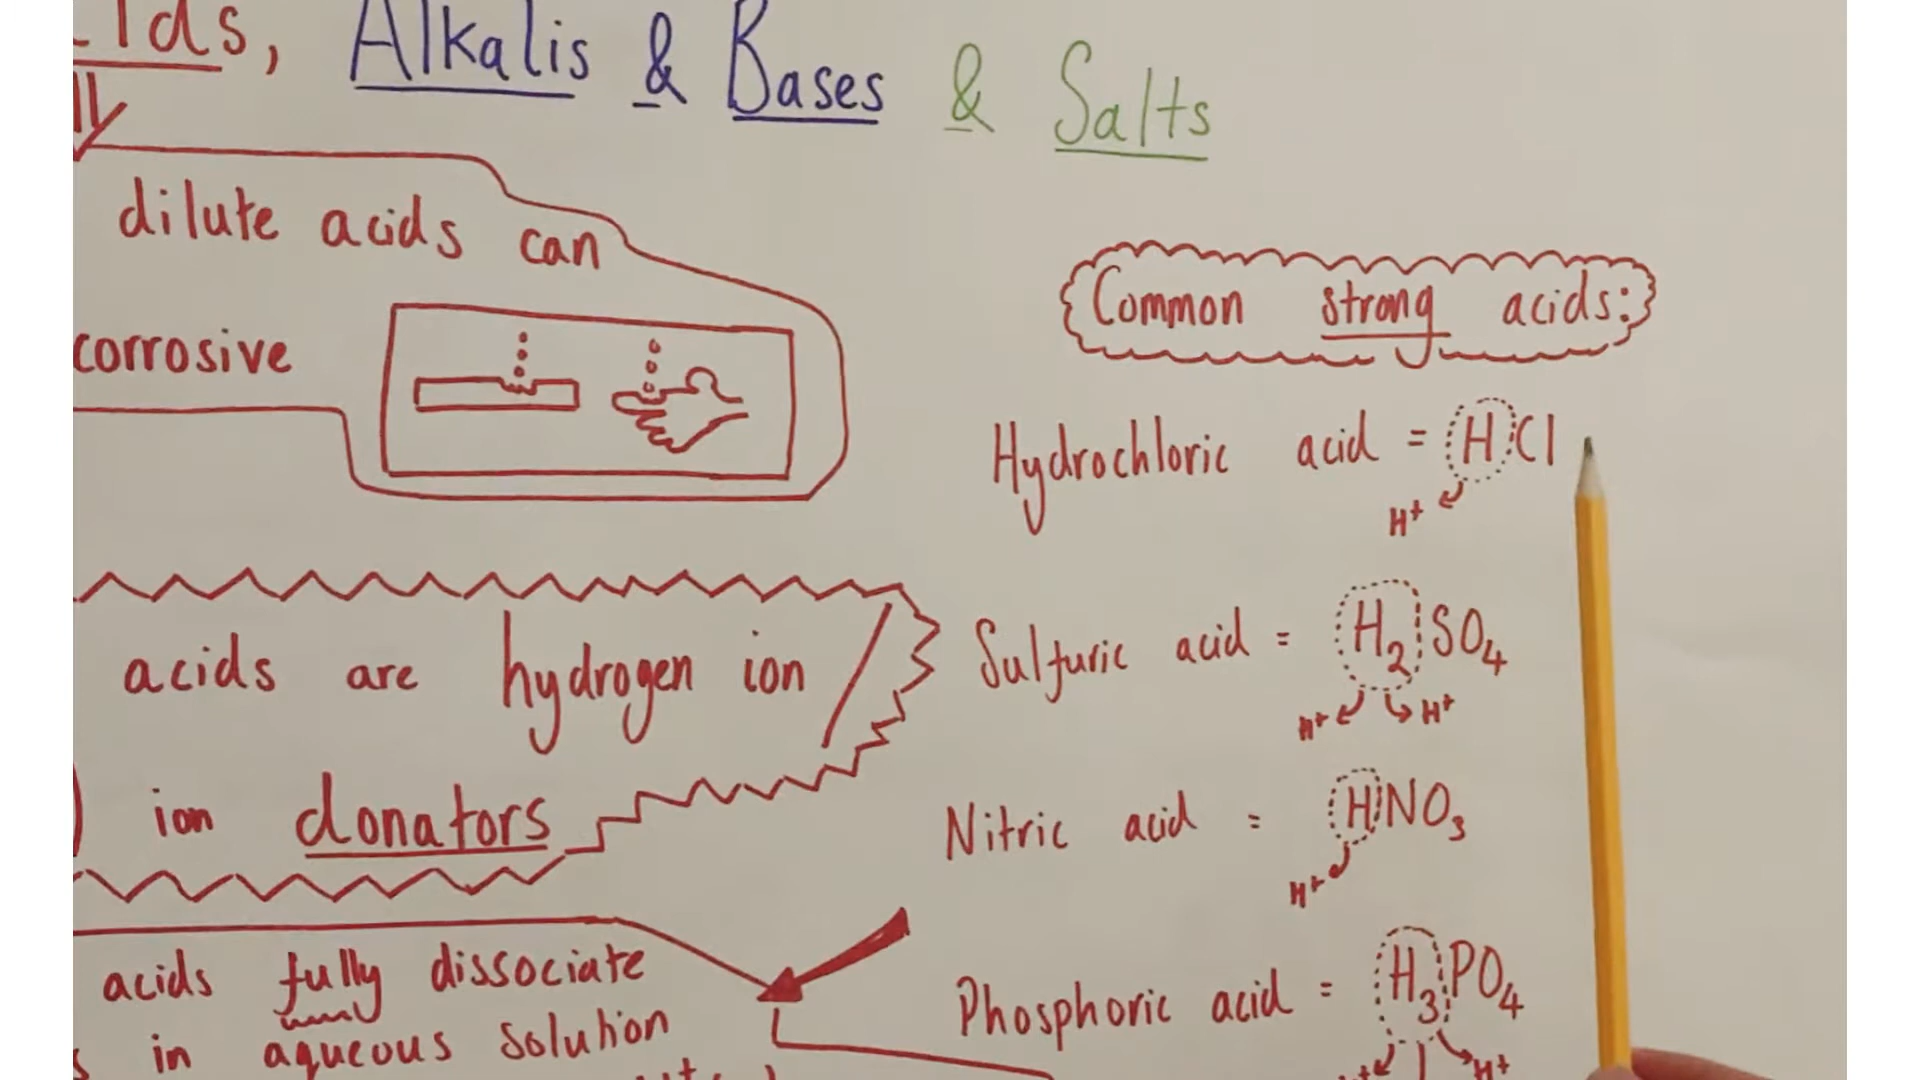 Alkalis & Bases & Salts
dilute acids can
corrosive
Common strong acids:
Hydrochloric acid = HCl
H+
Sulfuric acid = H2SO4
H+ H+
Nitric acid = HNO3
H+
Phosphoric acid = H3PO4
H+
acids are hydrogen ion
) ion donators
acids fully dissociate
in aqueous solution